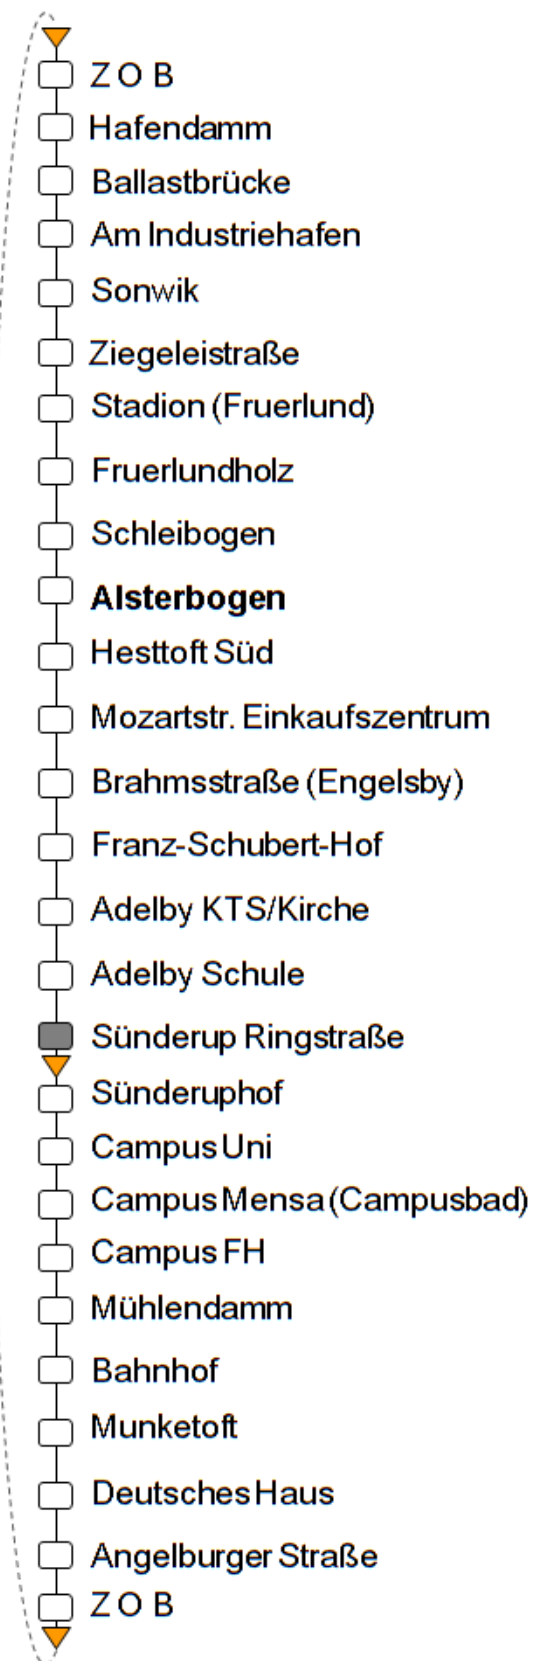 Z O B
Hafendamm
Ballastbrücke
Am Industriehafen
Sonwik
Ziegeleistraße
Stadion (Fruerlund)
Fruerlundholz
Schleibogen
Alsterbogen
Hesttoft Süd
Mozartstr. Einkaufszentrum
Brahmsstraße (Engelsby)
Franz-Schubert-Hof
Adelby KTS/Kirche
Adelby Schule
Sünderup Ringstraße
Sünderuphof
Campus Uni
Campus Mensa (Campusbad)
Campus FH
Mühlendamm
Bahnhof
Munketoft
Deutsches Haus
Angelburger Straße
Z O B